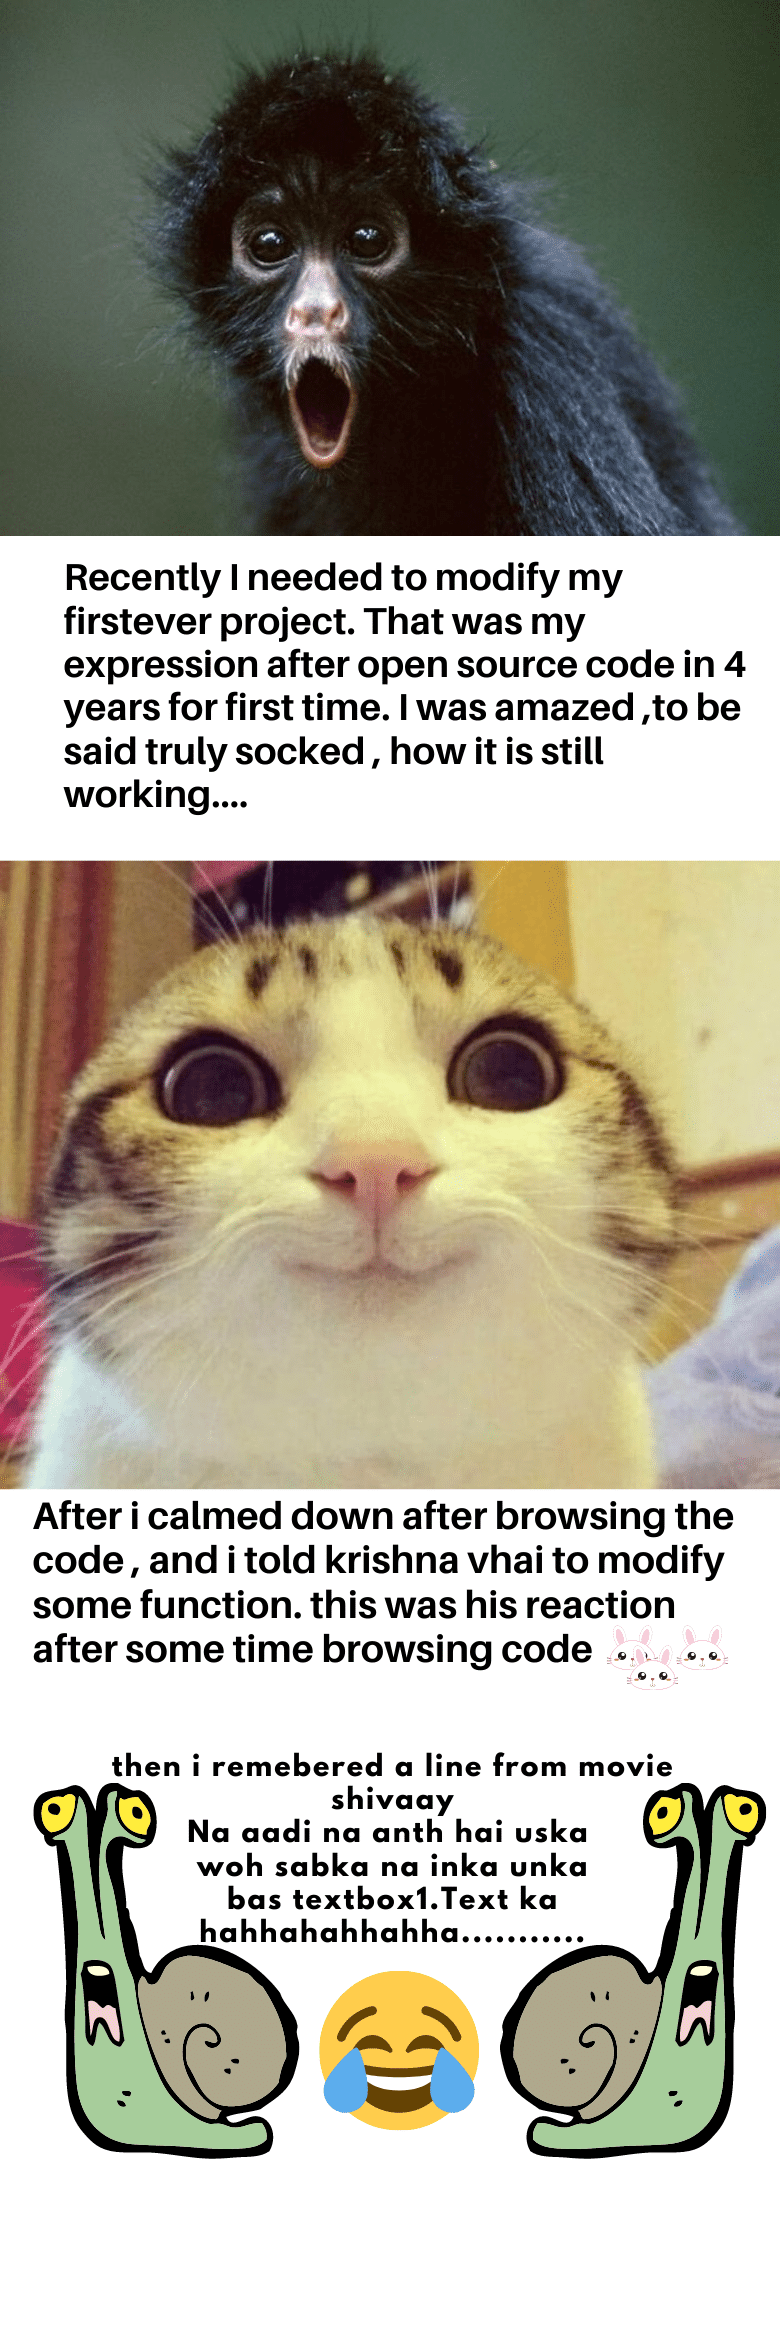 Recently I needed to modify my
firstever project. That was my
expression after open source code in 4
years for first time. I was amazed ,to be
said truly socked , how it is still
working....
After i calmed down after browsing the
code , and i told krishna vhai to modify
some function. this was his reaction
after some time browsing code
then i remebered a line from movie
shivaay
Na aadi na anth hai uska
woh sabka na inka unka
bas textbox1.Text ka
hahhahahhahha...........